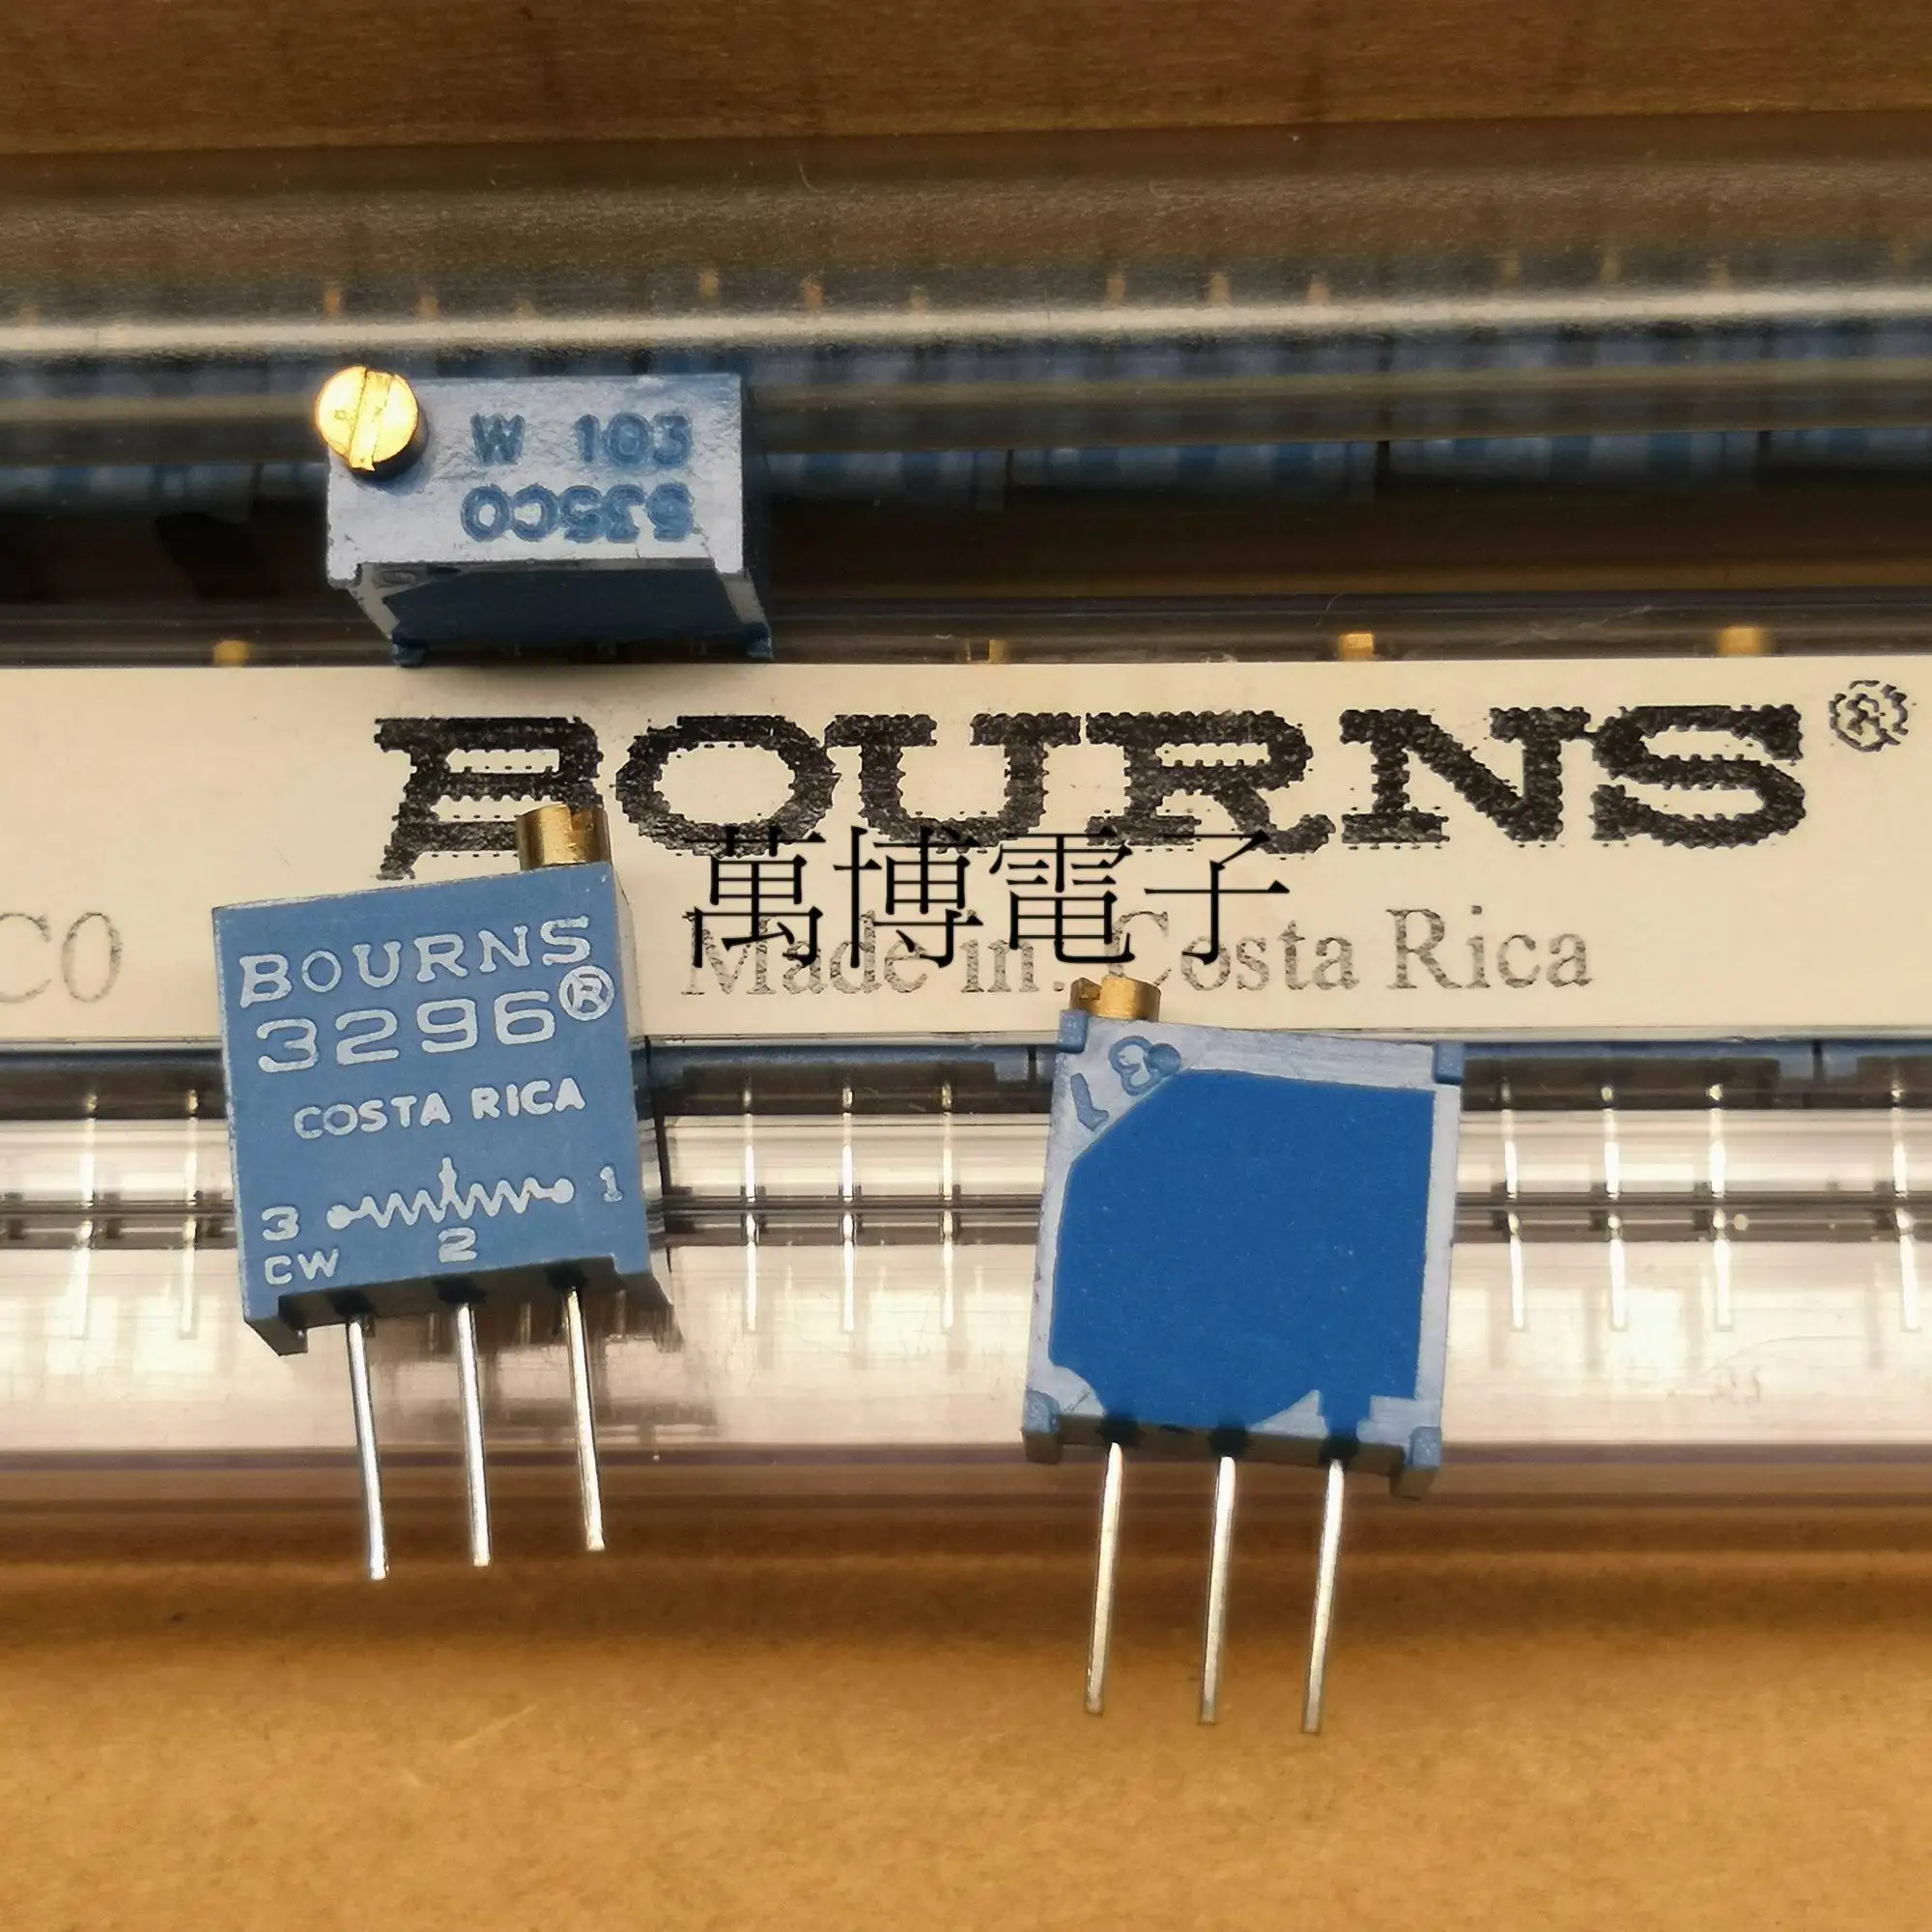 W 103
535C0
BOURNS®
萬博電子
C0
Made in: Costa Rica
BOURNS
3296®
COSTA RICA
3 1
2
CW